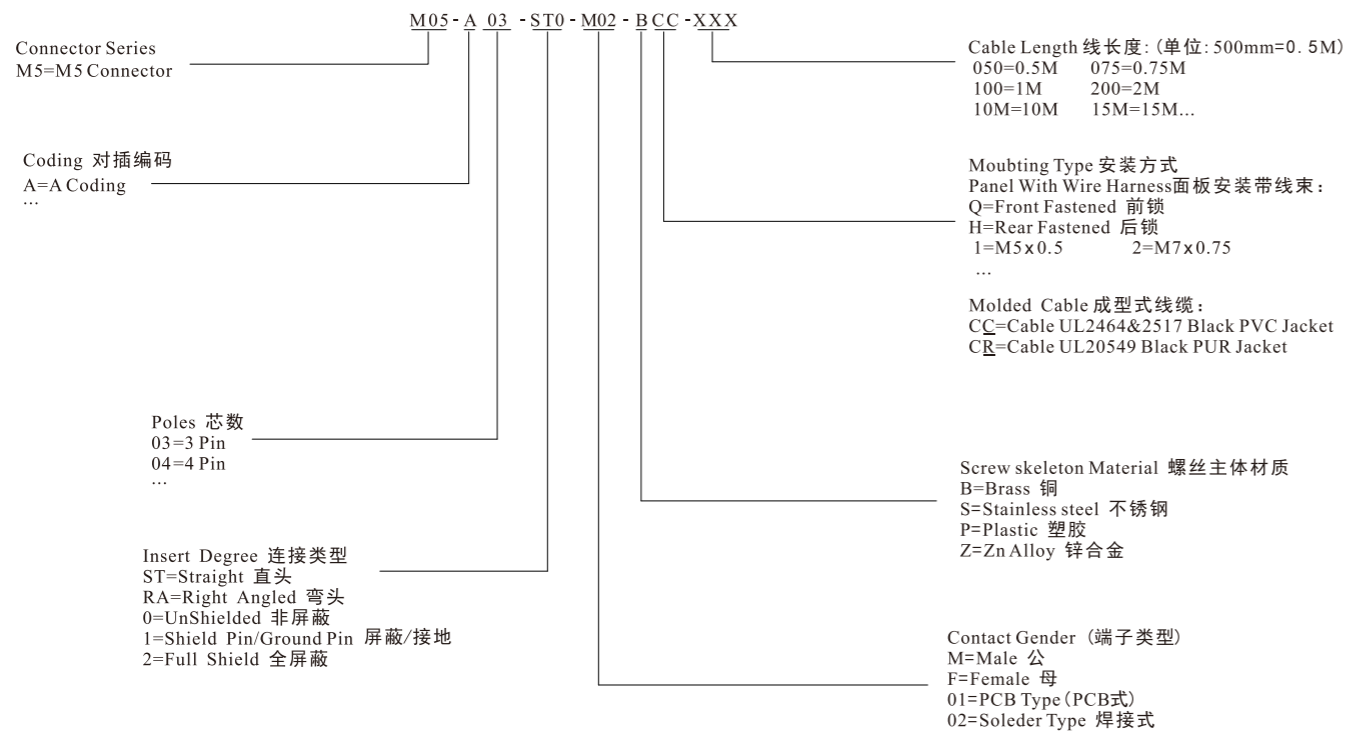 M05-A 03 -ST0-M02-BCC-XXX
Connector Series
M5=M5 Connector
Coding 对插编码
A=A Coding
...
Poles 芯数
03=3 Pin
04=4 Pin
...
Insert Degree 连接类型
ST=Straight 直头
RA=Right Angled 弯头
0=UnShielded 非屏蔽
1=Shield Pin/Ground Pin 屏蔽/接地
2=Full Shield 全屏蔽
Cable Length 线长度: (单位: 500mm=0.5M)
050=0.5M 075=0.75M
100=1M 200=2M
10M=10M 15M=15M...
Moubting Type 安装方式
Panel With Wire Harness面板安装带线束:
Q=Front Fastened 前锁
H=Rear Fastened 后锁
1=M5x0.5 2=M7x0.75
...
Molded Cable 成型式线缆:
CC=Cable UL2464&2517 Black PVC Jacket
CR=Cable UL20549 Black PUR Jacket
Screw skeleton Material 螺丝主体材质
B=Brass 铜
S=Stainless steel 不锈钢
P=Plastic 塑胶
Z=Zn Alloy 锌合金
Contact Gender (端子类型)
M=Male 公
F=Female 母
01=PCB Type(PCB式)
02=Soleder Type 焊接式